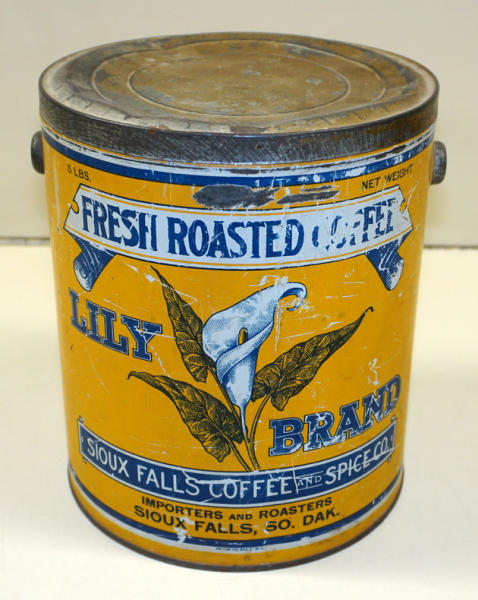 5 LBS. NET WEIGHT
FRESH ROASTED COFFEE
LILY
BRAND
SIOUX FALLS COFFEE AND SPICE CO.
IMPORTERS AND ROASTERS
SIOUX FALLS, SO. DAK.